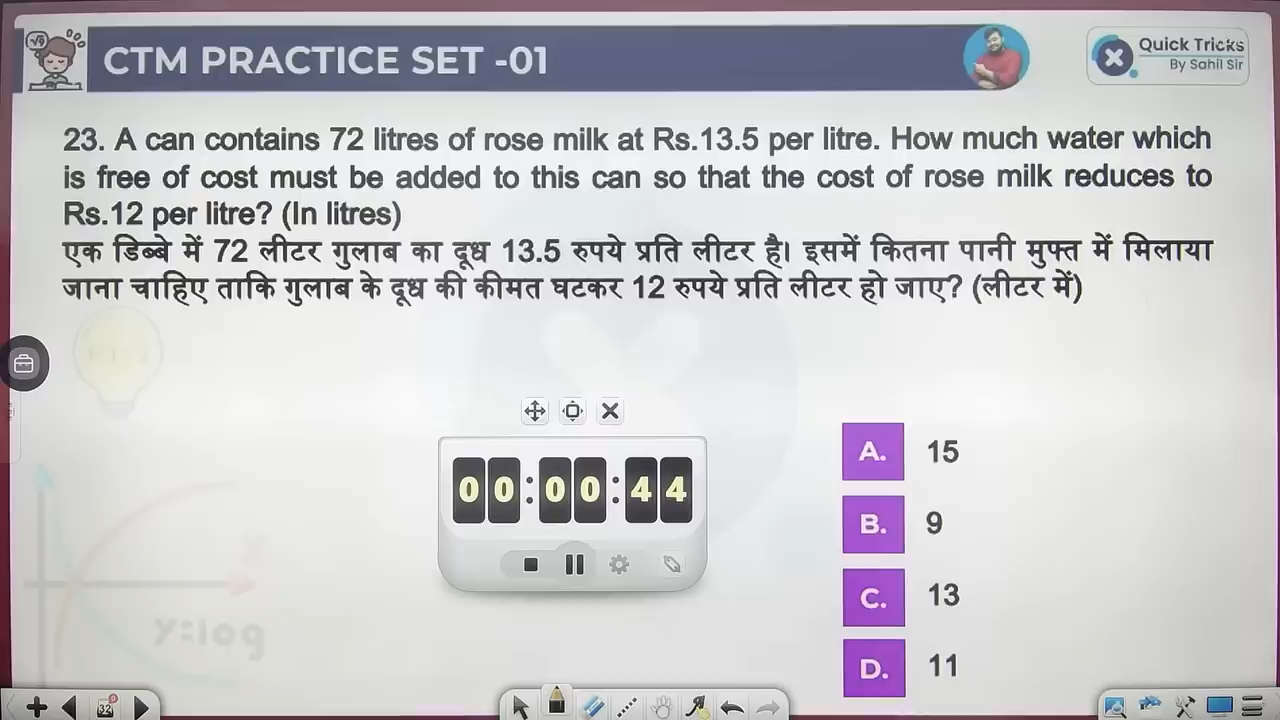 CTM PRACTICE SET -01
Quick Tricks
By Sahil Sir
23. A can contains 72 litres of rose milk at Rs.13.5 per litre. How much water which
is free of cost must be added to this can so that the cost of rose milk reduces to
Rs.12 per litre? (In litres)
एक डिब्बे में 72 लीटर गुलाब का दूध 13.5 रुपये प्रति लीटर है। इसमें कितना पानी मुफ्त में मिलाया
जाना चाहिए ताकि गुलाब के दूध की कीमत घटकर 12 रुपये प्रति लीटर हो जाए? (लीटर में)
00:00:44
A. 15
B. 9
C. 13
D. 11
y=log
32